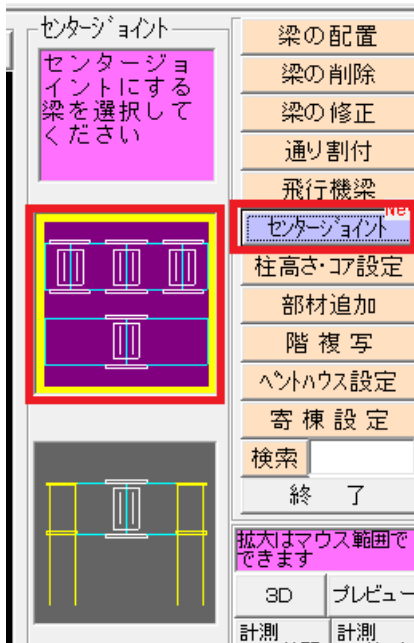 センタージョイント
センタージョ
イントにする
梁を選択して
ください
梁の配置
梁の削除
梁の修正
通り割付
飛行機梁
センタージョイント
柱高さ・コア設定
部材追加
階 複 写
ペントハウス設定
寄 棟 設 定
検索
終 了
拡大はマウス範囲で
できます
3D
プレビュー
計測
計測